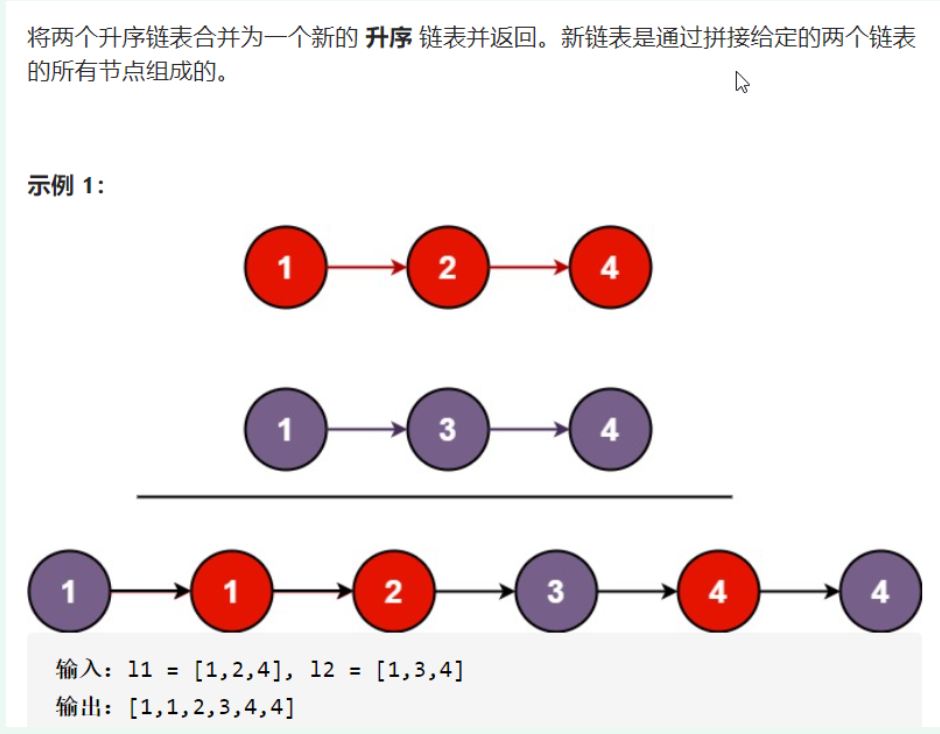 将两个升序链表合并为一个新的 升序 链表并返回。新链表是通过拼接给定的两个链表
的所有节点组成的。
示例 1：
1 2 4
1 3 4
1 1 2 3 4 4
输入：l1 = [1,2,4], l2 = [1,3,4]
输出：[1,1,2,3,4,4]